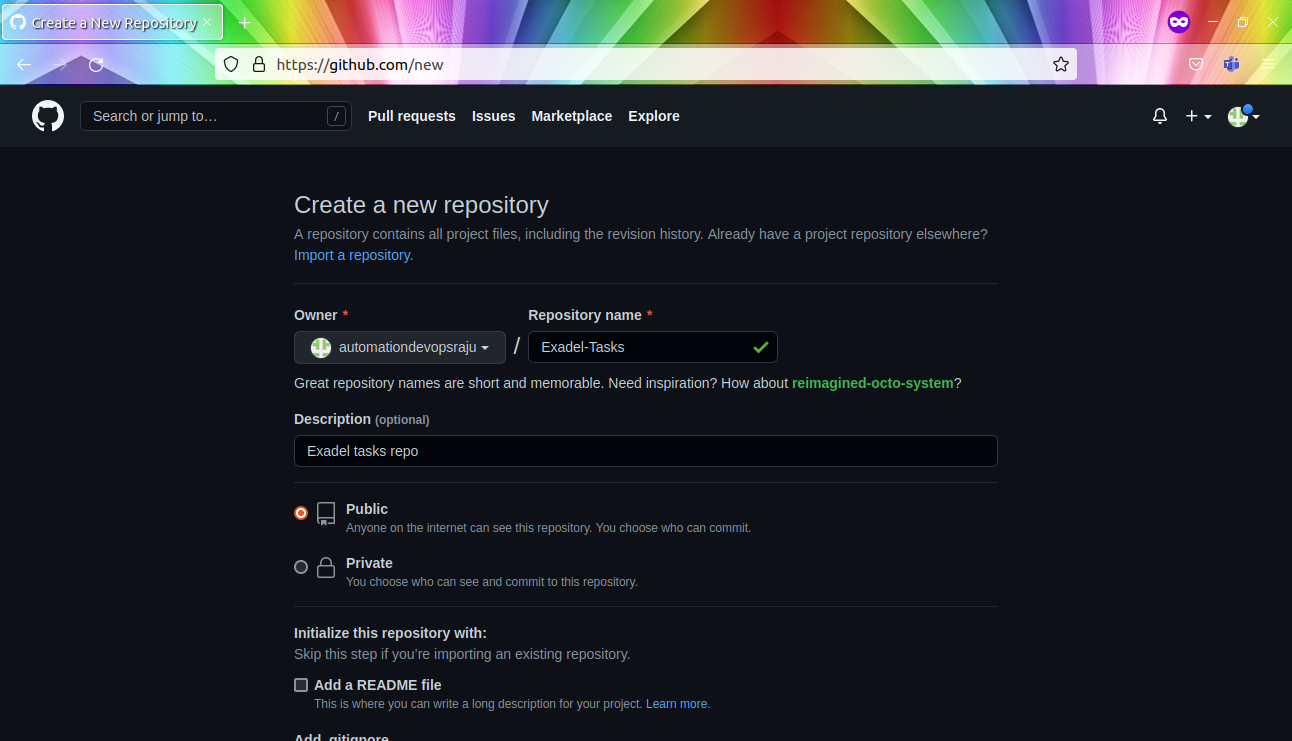 Create a New Repository
https://github.com/new
Search or jump to…
/
Pull requests Issues Marketplace Explore
Create a new repository
A repository contains all project files, including the revision history. Already have a project repository elsewhere?
Import a repository.
Owner *
Repository name *
automationdevopsraju / Exadel-Tasks
Great repository names are short and memorable. Need inspiration? How about reimagined-octo-system?
Description (optional)
Exadel tasks repo
Public
Anyone on the internet can see this repository. You choose who can commit.
Private
You choose who can see and commit to this repository.
Initialize this repository with:
Skip this step if you’re importing an existing repository.
Add a README file
This is where you can write a long description for your project. Learn more.
Add .gitignore